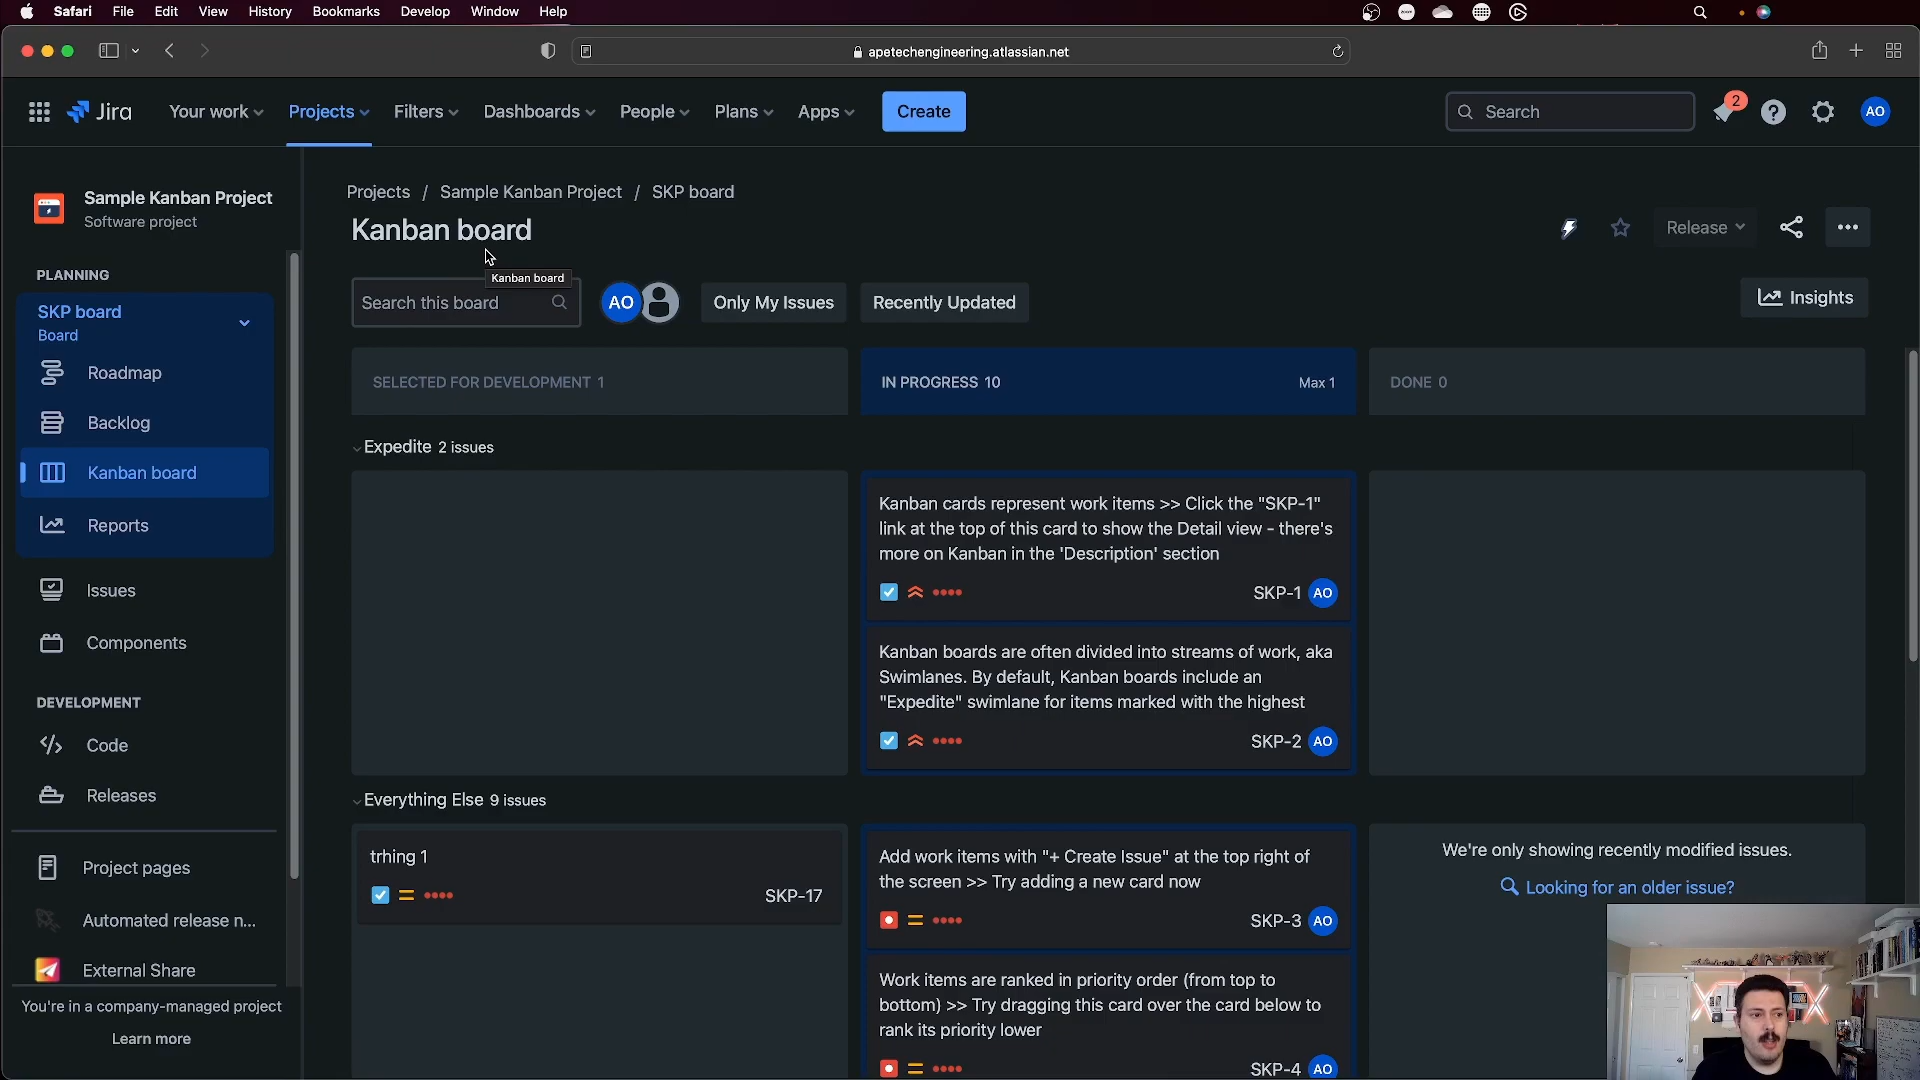 Safari File Edit View History Bookmarks Develop Window Help
apetechengineering.atlassian.net
Jira Your work Projects Filters Dashboards People Plans Apps Create Search 2 AO
Sample Kanban Project
Software project
PLANNING
SKP board
Board
Roadmap
Backlog
Kanban board
Reports
Issues
Components
DEVELOPMENT
Code
Releases
Project pages
Automated release n...
External Share
You're in a company-managed project
Learn more
Projects / Sample Kanban Project / SKP board
Kanban board
Release
Kanban board
Search this board AO Only My Issues Recently Updated Insights
SELECTED FOR DEVELOPMENT 1
IN PROGRESS 10 Max 1
DONE 0
Expedite 2 issues
Kanban cards represent work items >> Click the "SKP-1"
link at the top of this card to show the Detail view - there's
more on Kanban in the 'Description' section
SKP-1 AO
Kanban boards are often divided into streams of work, aka
Swimlanes. By default, Kanban boards include an
"Expedite" swimlane for items marked with the highest
SKP-2 AO
Everything Else 9 issues
trhing 1
SKP-17
Add work items with "+ Create Issue" at the top right of
the screen >> Try adding a new card now
SKP-3 AO
Work items are ranked in priority order (from top to
bottom) >> Try dragging this card over the card below to
rank its priority lower
SKP-4 AO
We're only showing recently modified issues.
Looking for an older issue?